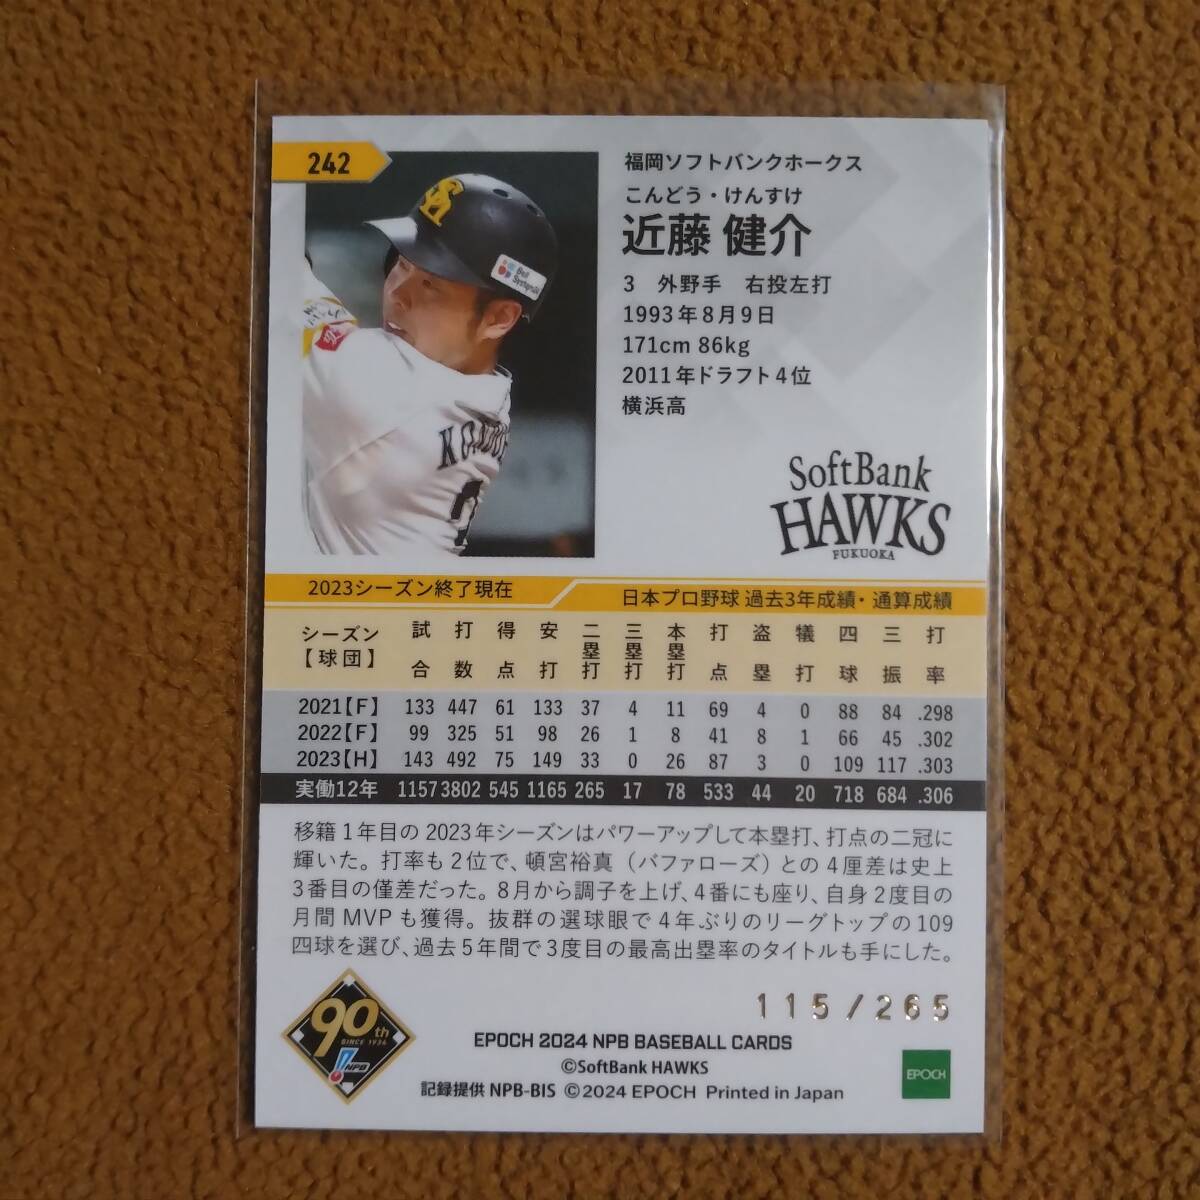 242
福岡ソフトバンクホークス
こんどう・けんすけ
近藤 健介
3 外野手 右投左打
1993年8月9日
171cm 86kg
2011年ドラフト4位
横浜高
Bell
KONDOH
SoftBank
HAWKS
FUKUOKA
2023シーズン終了現在
日本プロ野球 過去3年成績・通算成績
シーズン【球団】 試合 打数 得点 安打 二塁打 三塁打 本塁打 打点 盗塁 犠打 四球 三振 打率
2021【F】 133 447 61 133 37 4 11 69 4 0 88 84 .298
2022【F】 99 325 51 98 26 1 8 41 8 1 66 45 .302
2023【H】 143 492 75 149 33 0 26 87 3 0 109 117 .303
実働12年 1157 3802 545 1165 265 17 78 533 44 20 718 684 .306
移籍1年目の2023年シーズンはパワーアップして本塁打、打点の二冠に
輝いた。打率も2位で、頓宮裕真（バファローズ）との4厘差は史上
3番目の僅差だった。8月から調子を上げ、4番にも座り、自身2度目の
月間MVPも獲得。抜群の選球眼で4年ぶりのリーグトップの109
四球を選び、過去5年間で3度目の最高出塁率のタイトルも手にした。
115/265
90th
SINCE 1934
NPB
EPOCH 2024 NPB BASEBALL CARDS
©SoftBank HAWKS
記録提供 NPB-BIS ©2024 EPOCH Printed in Japan
EPOCH